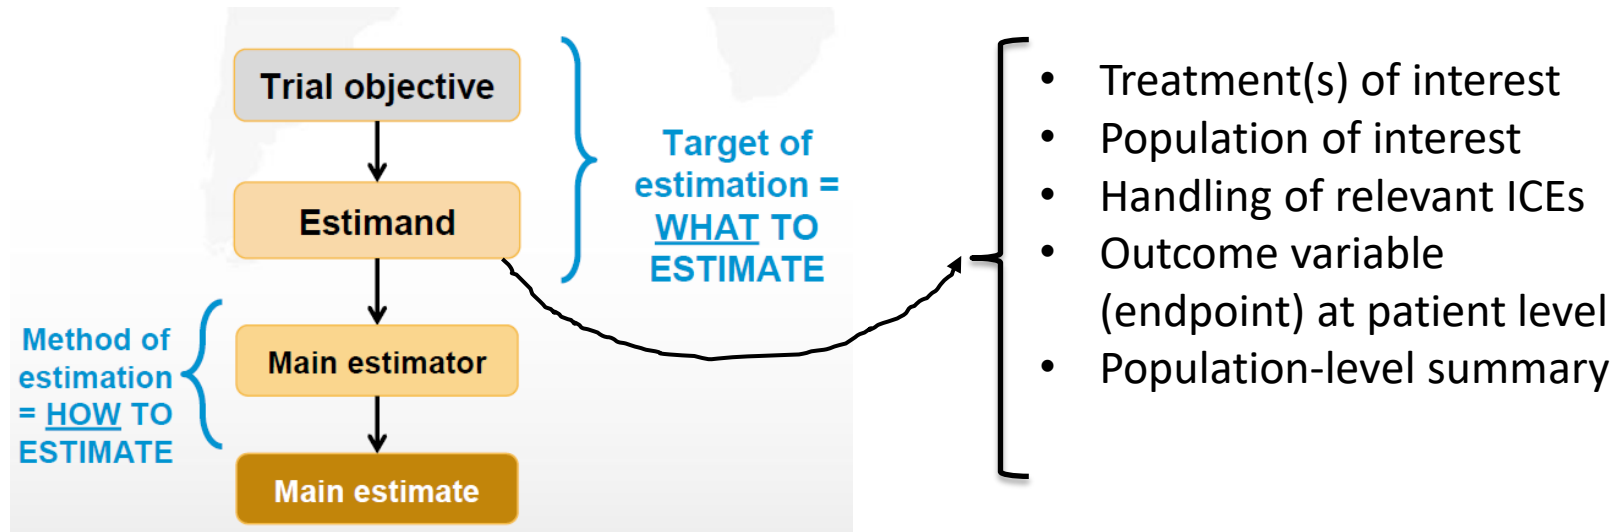 Trial objective
Estimand
Main estimator
Main estimate
Target of
estimation =
WHAT TO
ESTIMATE
Method of
estimation
= HOW TO
ESTIMATE
• Treatment(s) of interest
• Population of interest
• Handling of relevant ICEs
• Outcome variable
(endpoint) at patient level
• Population-level summary